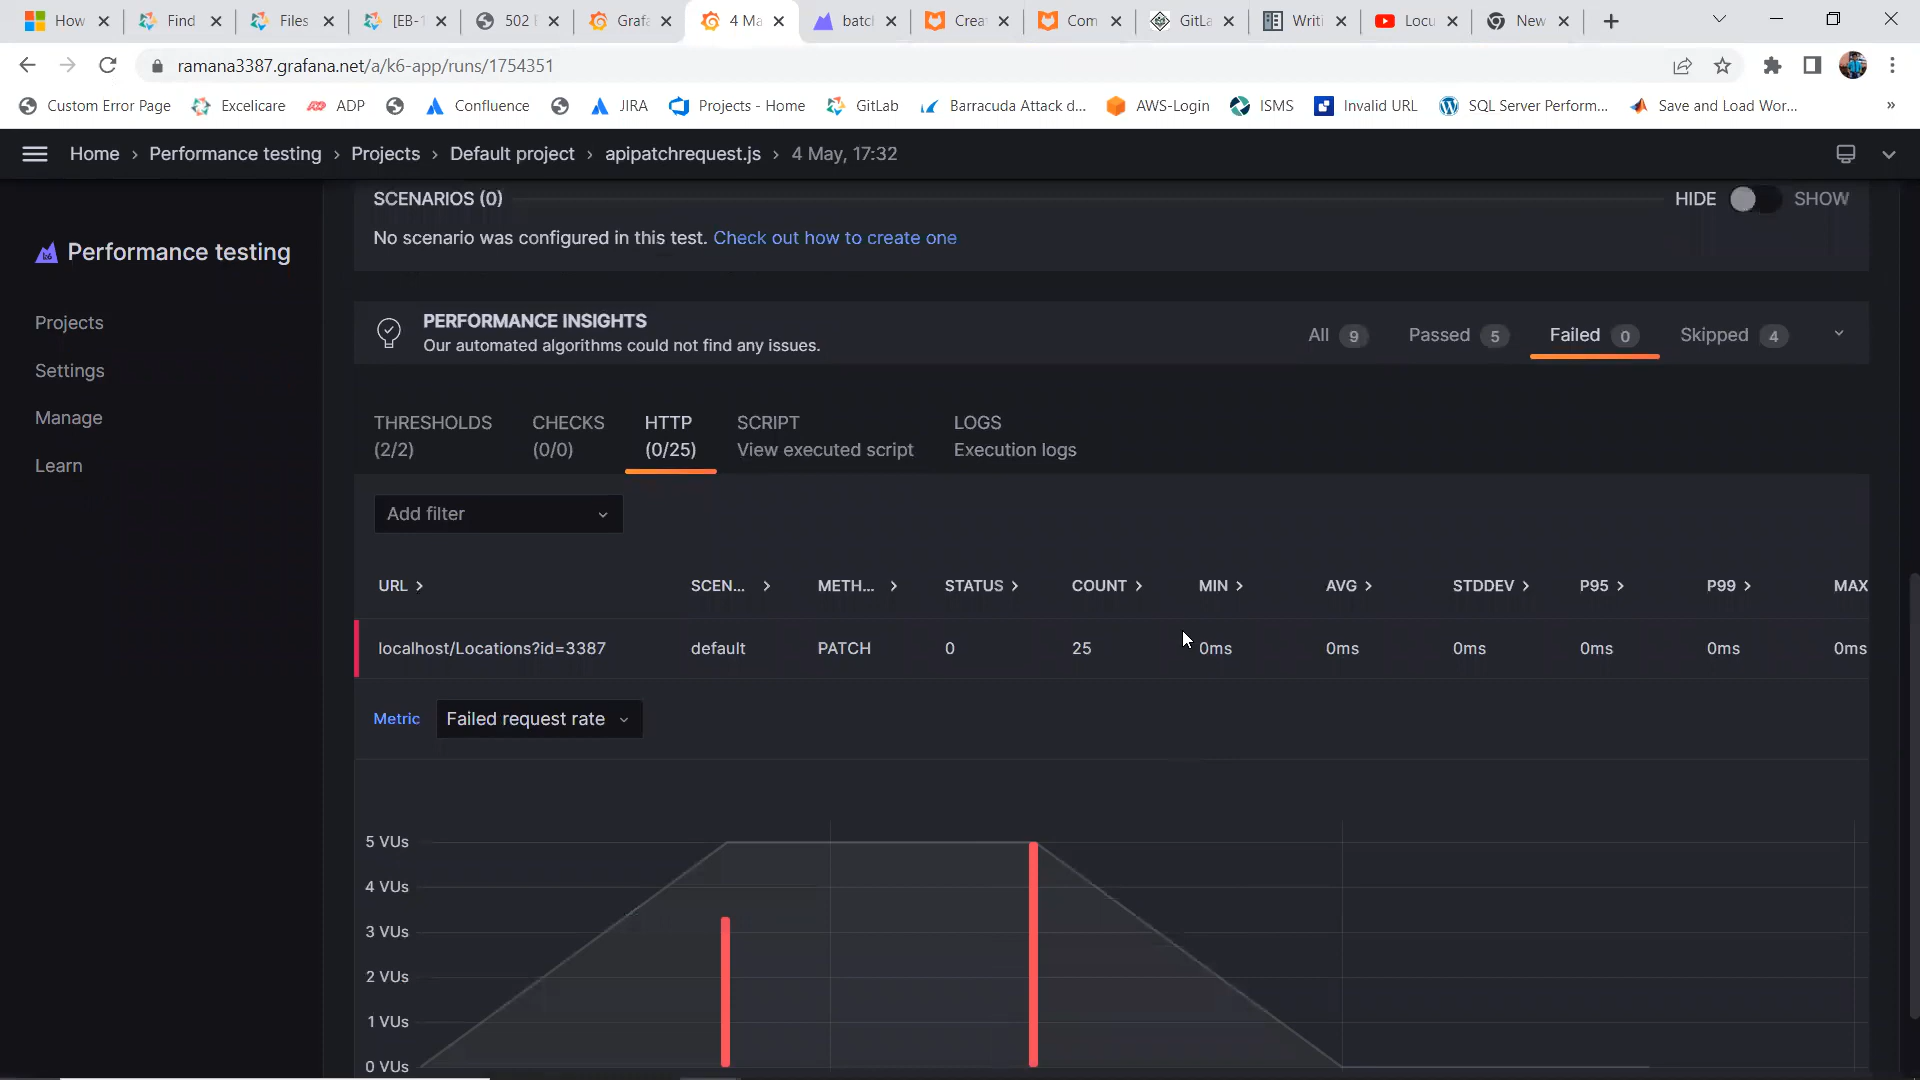 How Find Files [EB- 502 Grafa 4 Ma batch Crea Com GitLa Writi Locu New
ramana3387.grafana.net/a/k6-app/runs/1754351
Custom Error Page Excelicare ADP Confluence JIRA Projects - Home GitLab Barracuda Attack d... AWS-Login ISMS Invalid URL SQL Server Perform... Save and Load Wor... »
Home › Performance testing › Projects › Default project › apipatchrequest.js › 4 May, 17:32
SCENARIOS (0) HIDE SHOW
No scenario was configured in this test. Check out how to create one
Performance testing
Projects
Settings
Manage
Learn
PERFORMANCE INSIGHTS
Our automated algorithms could not find any issues.
All 9 Passed 5 Failed 0 Skipped 4
THRESHOLDS CHECKS HTTP SCRIPT LOGS
(2/2) (0/0) (0/25) View executed script Execution logs
Add filter
URL SCEN... METH... STATUS COUNT MIN AVG STDDEV P95 P99 MAX
localhost/Locations?id=3387 default PATCH 0 25 0ms 0ms 0ms 0ms 0ms 0ms
Metric Failed request rate
5 VUs
4 VUs
3 VUs
2 VUs
1 VUs
0 VUs